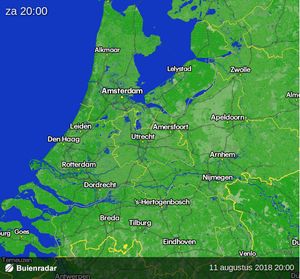 za 20:00
Alkmaar
Lelystad
Zwolle
Amsterdam
Apeldoorn
Leiden
Amersfoort
Utrecht
Den Haag
Arnhem
Rotterdam
Nijmegen
Dordrecht
's-Hertogenbosch
Breda
Goes
Tilburg
Eindhoven
Venlo
Terneuzen
Buienradar
11 augustus 2018 20:00
Antwerpen